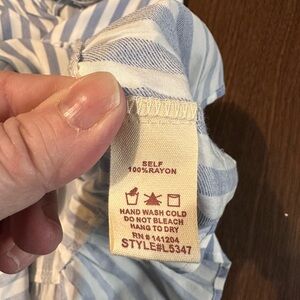 SELF
100%RAYON
HAND WASH COLD
DO NOT BLEACH
HANG TO DRY
RN # 141204
STYLE#L5347